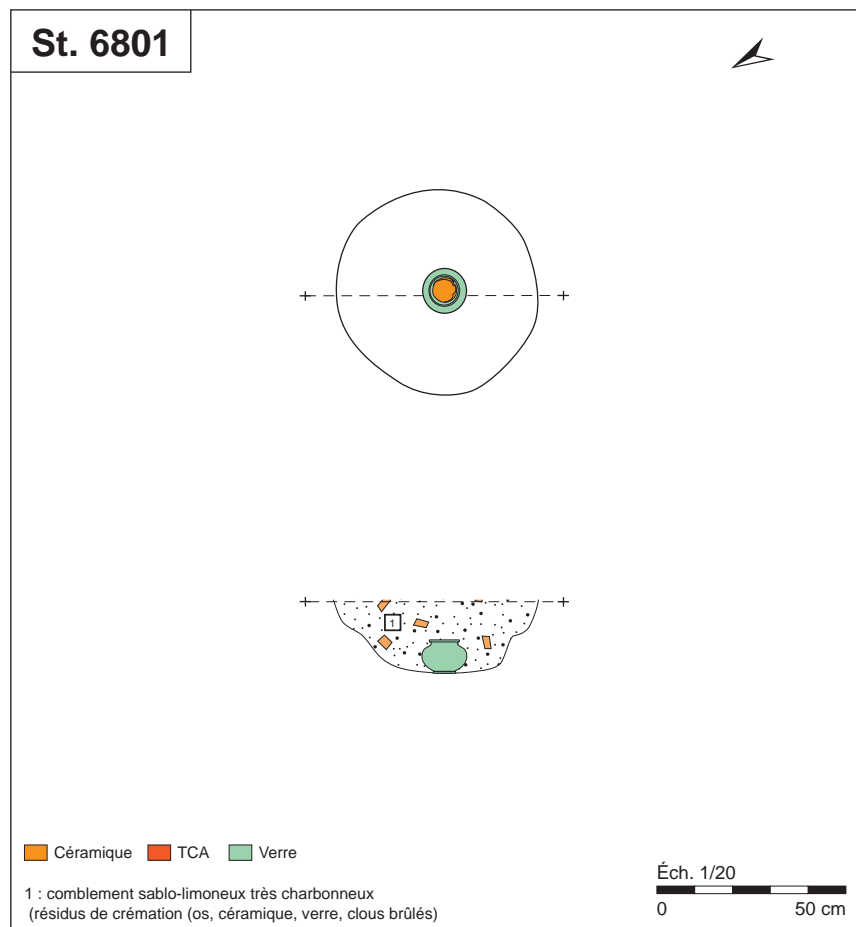 St. 6801
1
Céramique TCA Verre
1 : comblement sablo-limoneux très charbonneux
(résidus de crémation (os, céramique, verre, clous brûlés)
Éch. 1/20
0 50 cm